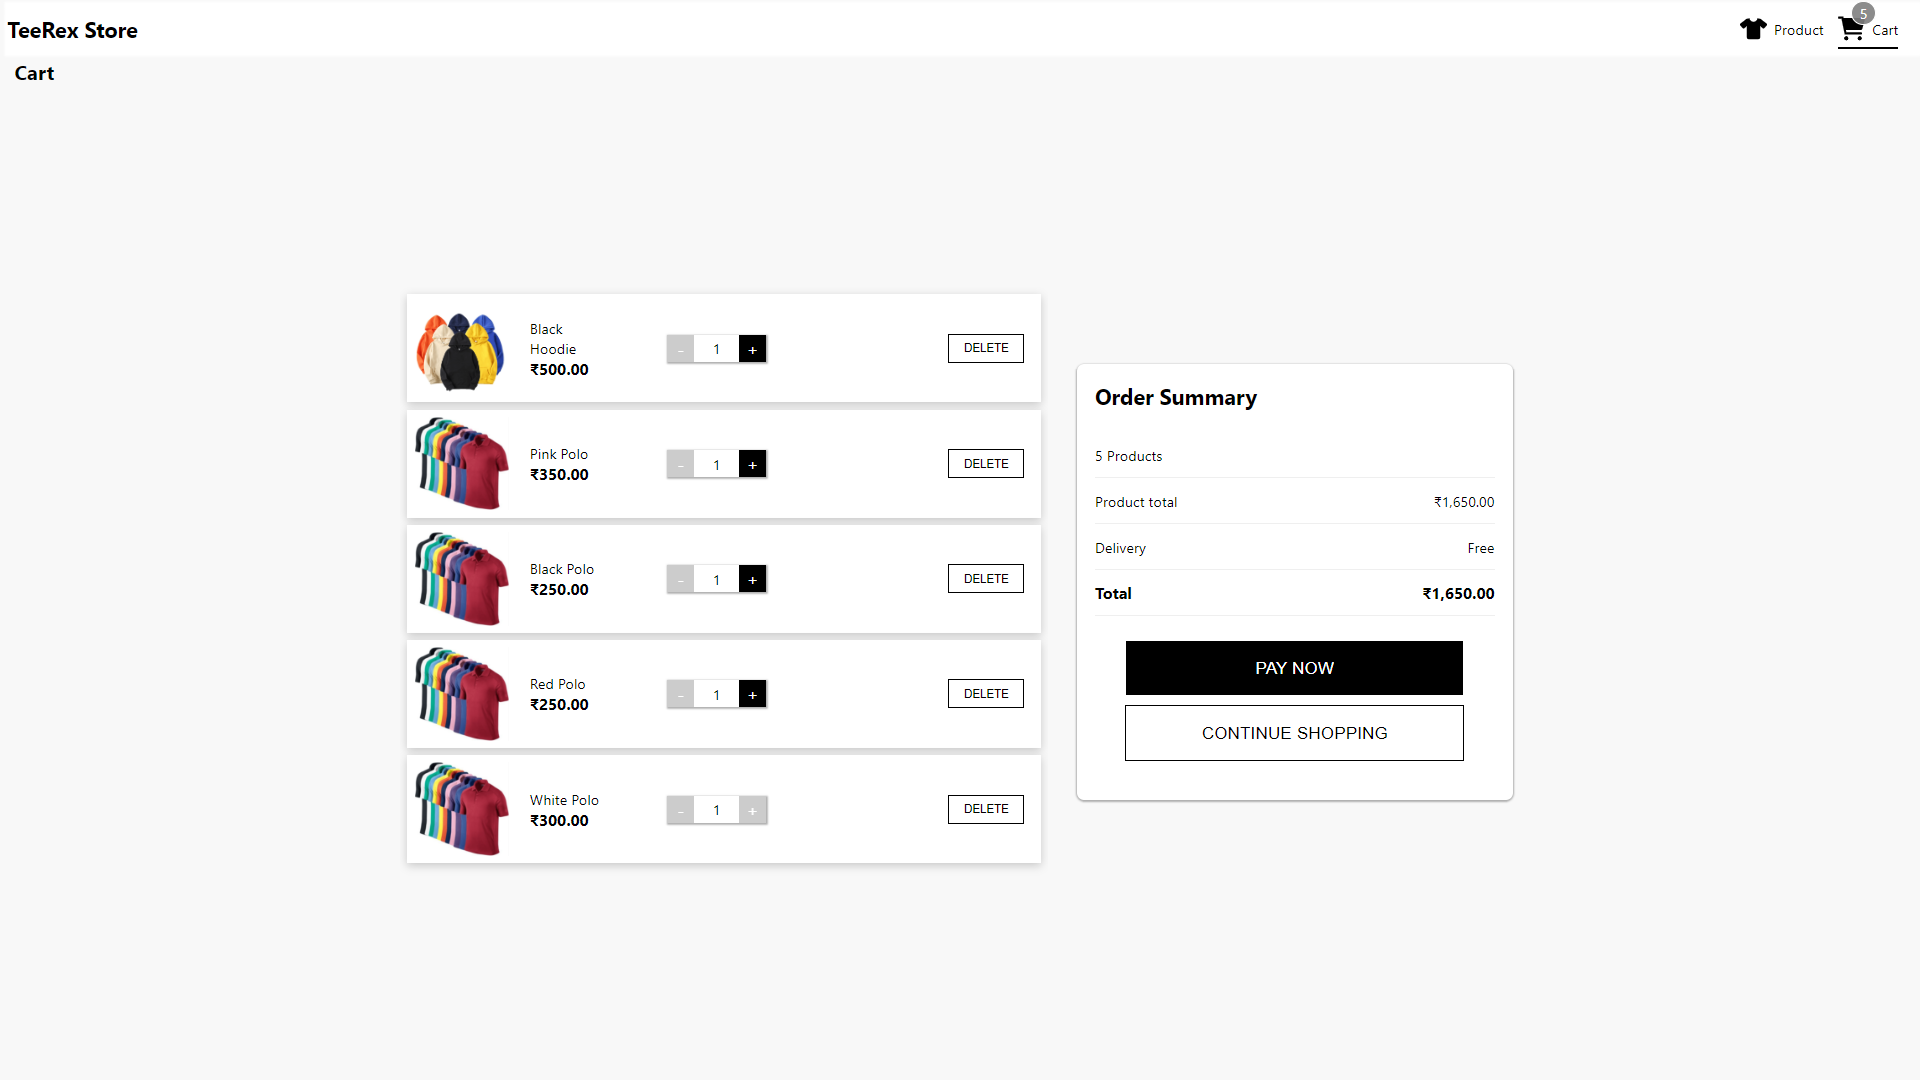 TeeRex Store
Product
5
Cart
Cart
Black
Hoodie
₹500.00
- 1 +
DELETE
Pink Polo
₹350.00
- 1 +
DELETE
Black Polo
₹250.00
- 1 +
DELETE
Red Polo
₹250.00
- 1 +
DELETE
White Polo
₹300.00
- 1 +
DELETE
Order Summary
5 Products
Product total ₹1,650.00
Delivery Free
Total ₹1,650.00
PAY NOW
CONTINUE SHOPPING